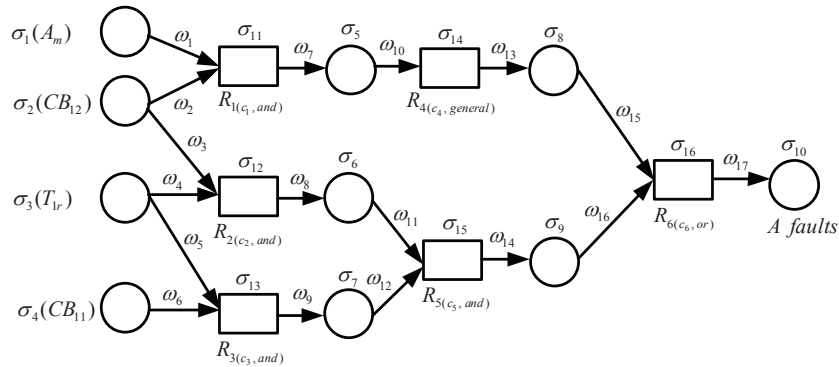 σ₁(Aₘ)
ω₁
σ₁₁
ω₇
σ₅
ω₁₀
σ₁₄
ω₁₃
σ₈
R₁₍c₁,and₎
R₄₍c₄,general₎
σ₂(CB₁₂)
ω₂
ω₃
ω₁₅
σ₃(T₁r)
ω₄
σ₁₂
ω₈
σ₆
σ₁₆
ω₁₇
σ₁₀
R₂₍c₂,and₎
ω₁₁
R₆₍c₆,or₎
A faults
ω₅
σ₁₅
ω₁₄
σ₉
ω₁₆
R₅₍c₅,and₎
σ₄(CB₁₁)
ω₆
σ₁₃
ω₉
σ₇
ω₁₂
R₃₍c₃,and₎